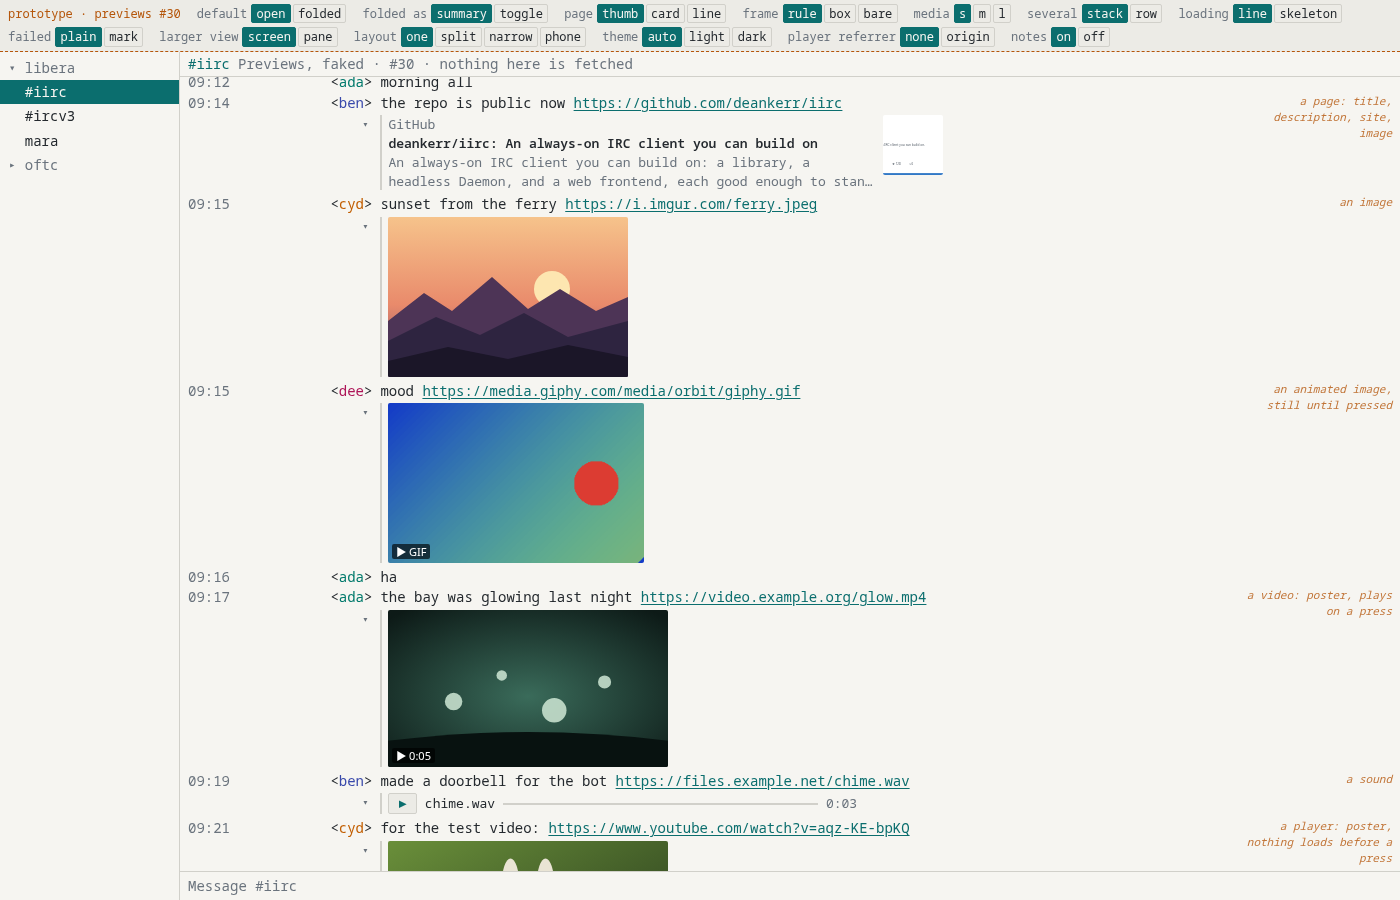 prototype · previews #30 default open folded folded as summary toggle page thumb card line frame rule box bare media s m l several stack row loading line skeleton
failed plain mark larger view screen pane layout one split narrow phone theme auto light dark player referrer none origin notes on off
▾ libera
#iirc
#ircv3
mara
▸ oftc
#iirc Previews, faked · #30 · nothing here is fetched
09:12 <ada> morning all
09:14 <ben> the repo is public now https://github.com/deankerr/iirc
a page: title,
description, site,
image
GitHub
deankerr/iirc: An always-on IRC client you can build on
An always-on IRC client you can build on: a library, a
headless Daemon, and a web frontend, each good enough to stan…
09:15 <cyd> sunset from the ferry https://i.imgur.com/ferry.jpeg
an image
09:15 <dee> mood https://media.giphy.com/media/orbit/giphy.gif
an animated image,
still until pressed
▶ GIF
09:16 <ada> ha
09:17 <ada> the bay was glowing last night https://video.example.org/glow.mp4
a video: poster, plays
on a press
▶ 0:05
09:19 <ben> made a doorbell for the bot https://files.example.net/chime.wav
a sound
▶ chime.wav 0:03
09:21 <cyd> for the test video: https://www.youtube.com/watch?v=aqz-KE-bpKQ
a player: poster,
nothing loads before a
press
Message #iirc